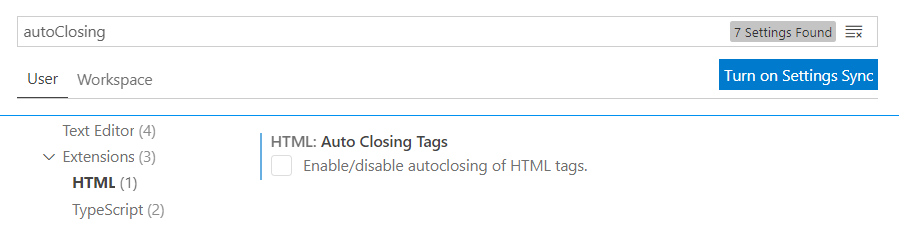 autoClosing
7 Settings Found
User Workspace
Turn on Settings Sync
Text Editor (4)
Extensions (3)
HTML (1)
TypeScript (2)
HTML: Auto Closing Tags
Enable/disable autoclosing of HTML tags.